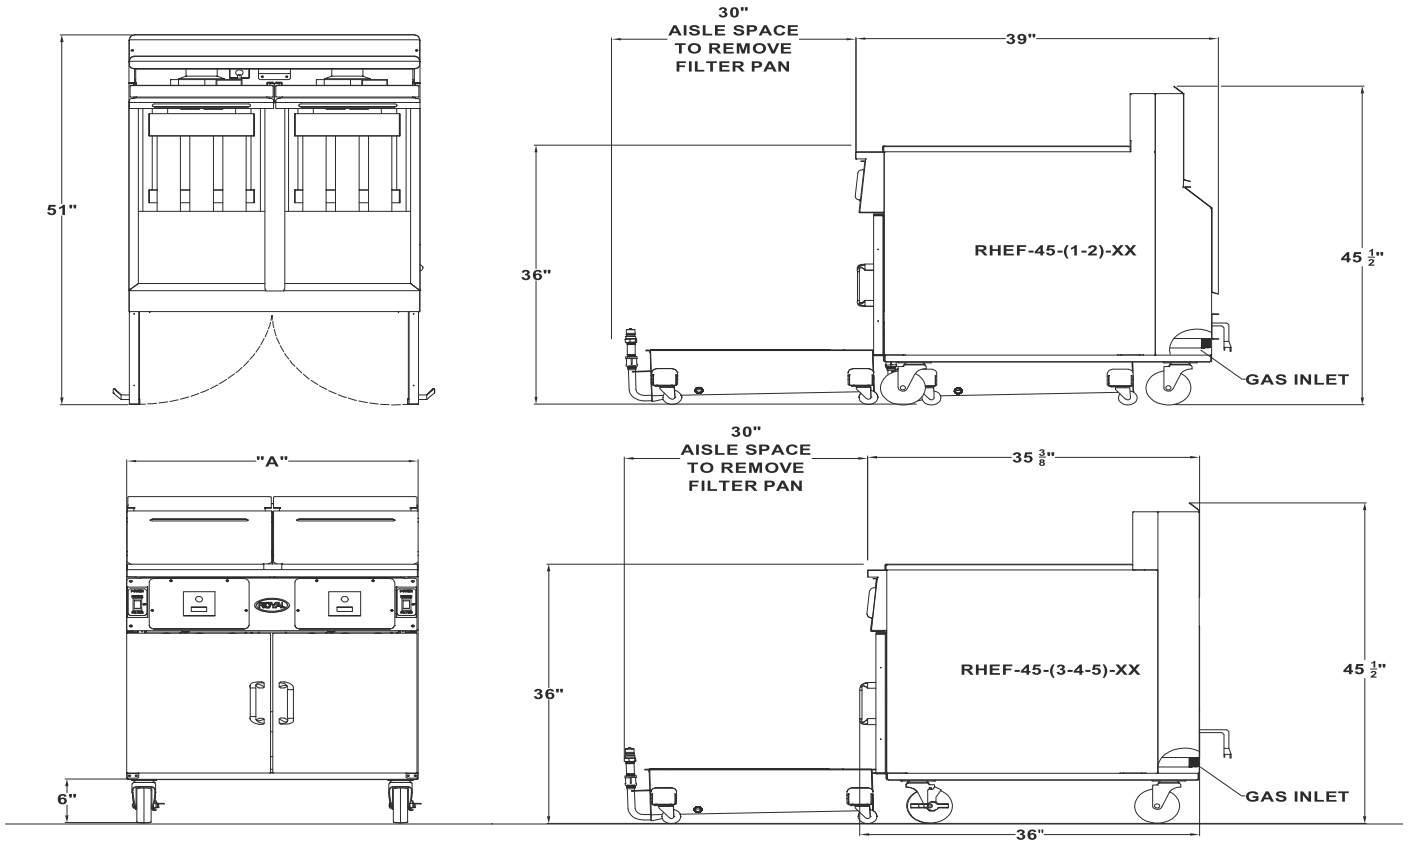 30"
AISLE SPACE
TO REMOVE
FILTER PAN
39"
51"
36"
RHEF-45-(1-2)-XX
45 1/2"
GAS INLET
"A"
30"
AISLE SPACE
TO REMOVE
FILTER PAN
35 3/8"
ROYAL
36"
RHEF-45-(3-4-5)-XX
45 1/2"
6"
GAS INLET
36"